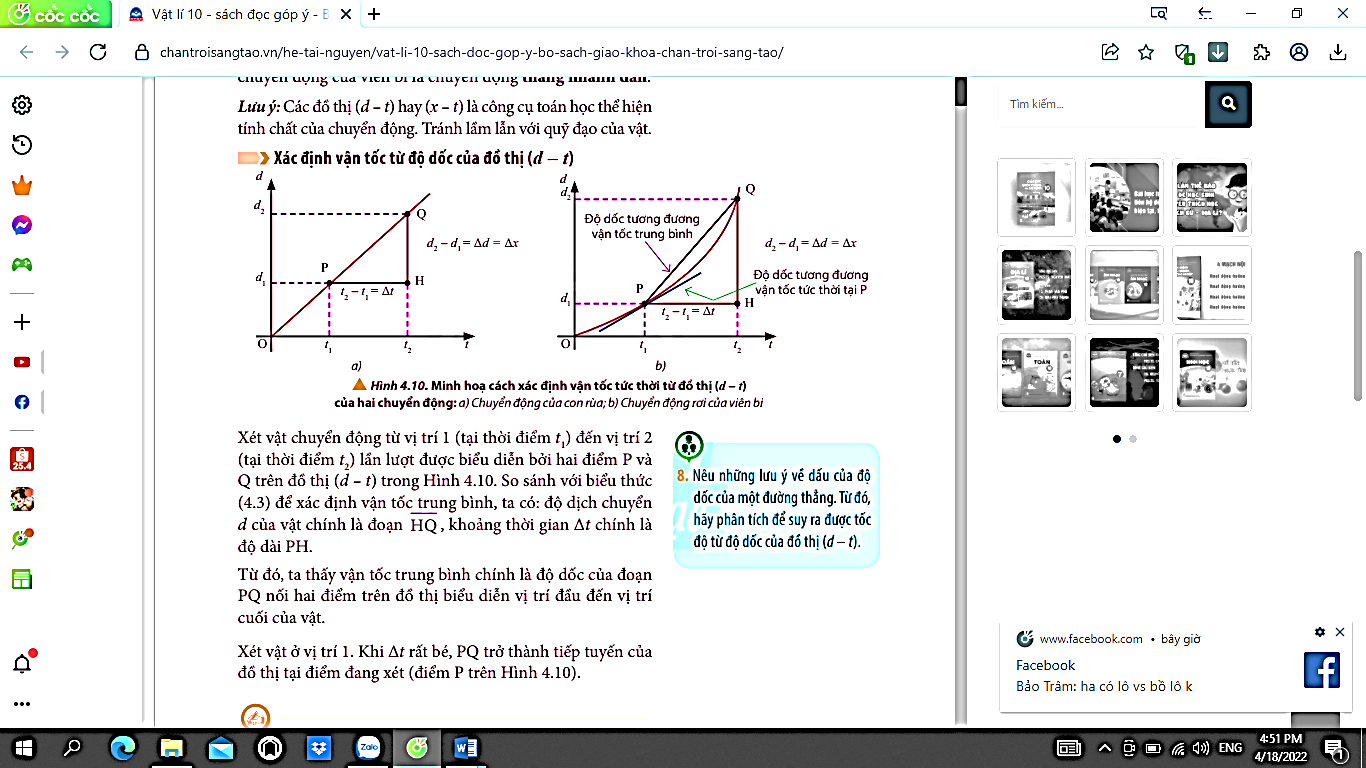 cốc cốc
Vật lí 10 - sách đọc góp ý - B
chantroisangtao.vn/he-tai-nguyen/vat-li-10-sach-doc-gop-y-bo-sach-giao-khoa-chan-troi-sang-tao/
chuyển động của viên bi là chuyển động thẳng nhanh dần.
Lưu ý: Các đồ thị (d – t) hay (x – t) là công cụ toán học thể hiện
tính chất của chuyển động. Tránh lầm lẫn với quỹ đạo của vật.
Xác định vận tốc từ độ dốc của đồ thị (d – t)
d
d₂
Q
d₂ – d₁ = Δd = Δx
P
d₁
H
t₂ – t₁ = Δt
O
t₁
t₂
t
a)
d
d₂
Q
Độ dốc tương đương
vận tốc trung bình
d₂ – d₁ = Δd = Δx
Độ dốc tương đương
vận tốc tức thời tại P
P
d₁
H
t₂ – t₁ = Δt
O
t₁
t₂
t
b)
Hình 4.10. Minh hoạ cách xác định vận tốc tức thời từ đồ thị (d – t)
của hai chuyển động: a) Chuyển động của con rùa; b) Chuyển động rơi của viên bi
Xét vật chuyển động từ vị trí 1 (tại thời điểm t₁) đến vị trí 2
(tại thời điểm t₂) lần lượt được biểu diễn bởi hai điểm P và
Q trên đồ thị (d – t) trong Hình 4.10. So sánh với biểu thức
(4.3) để xác định vận tốc trung bình, ta có: độ dịch chuyển
d của vật chính là đoạn HQ, khoảng thời gian Δt chính là
độ dài PH.
Từ đó, ta thấy vận tốc trung bình chính là độ dốc của đoạn
PQ nối hai điểm trên đồ thị biểu diễn vị trí đầu đến vị trí
cuối của vật.
Xét vật ở vị trí 1. Khi Δt rất bé, PQ trở thành tiếp tuyến của
đồ thị tại điểm đang xét (điểm P trên Hình 4.10).
8. Nêu những lưu ý về dấu của độ
dốc của một đường thẳng. Từ đó,
hãy phân tích để suy ra được tốc
độ từ độ dốc của đồ thị (d – t).
Tìm kiếm...
TOÁN
www.facebook.com • bây giờ
Facebook
Bảo Trâm: ha có lô vs bồ lô k
25.4
Zalo
ENG
4:51 PM
4/18/2022